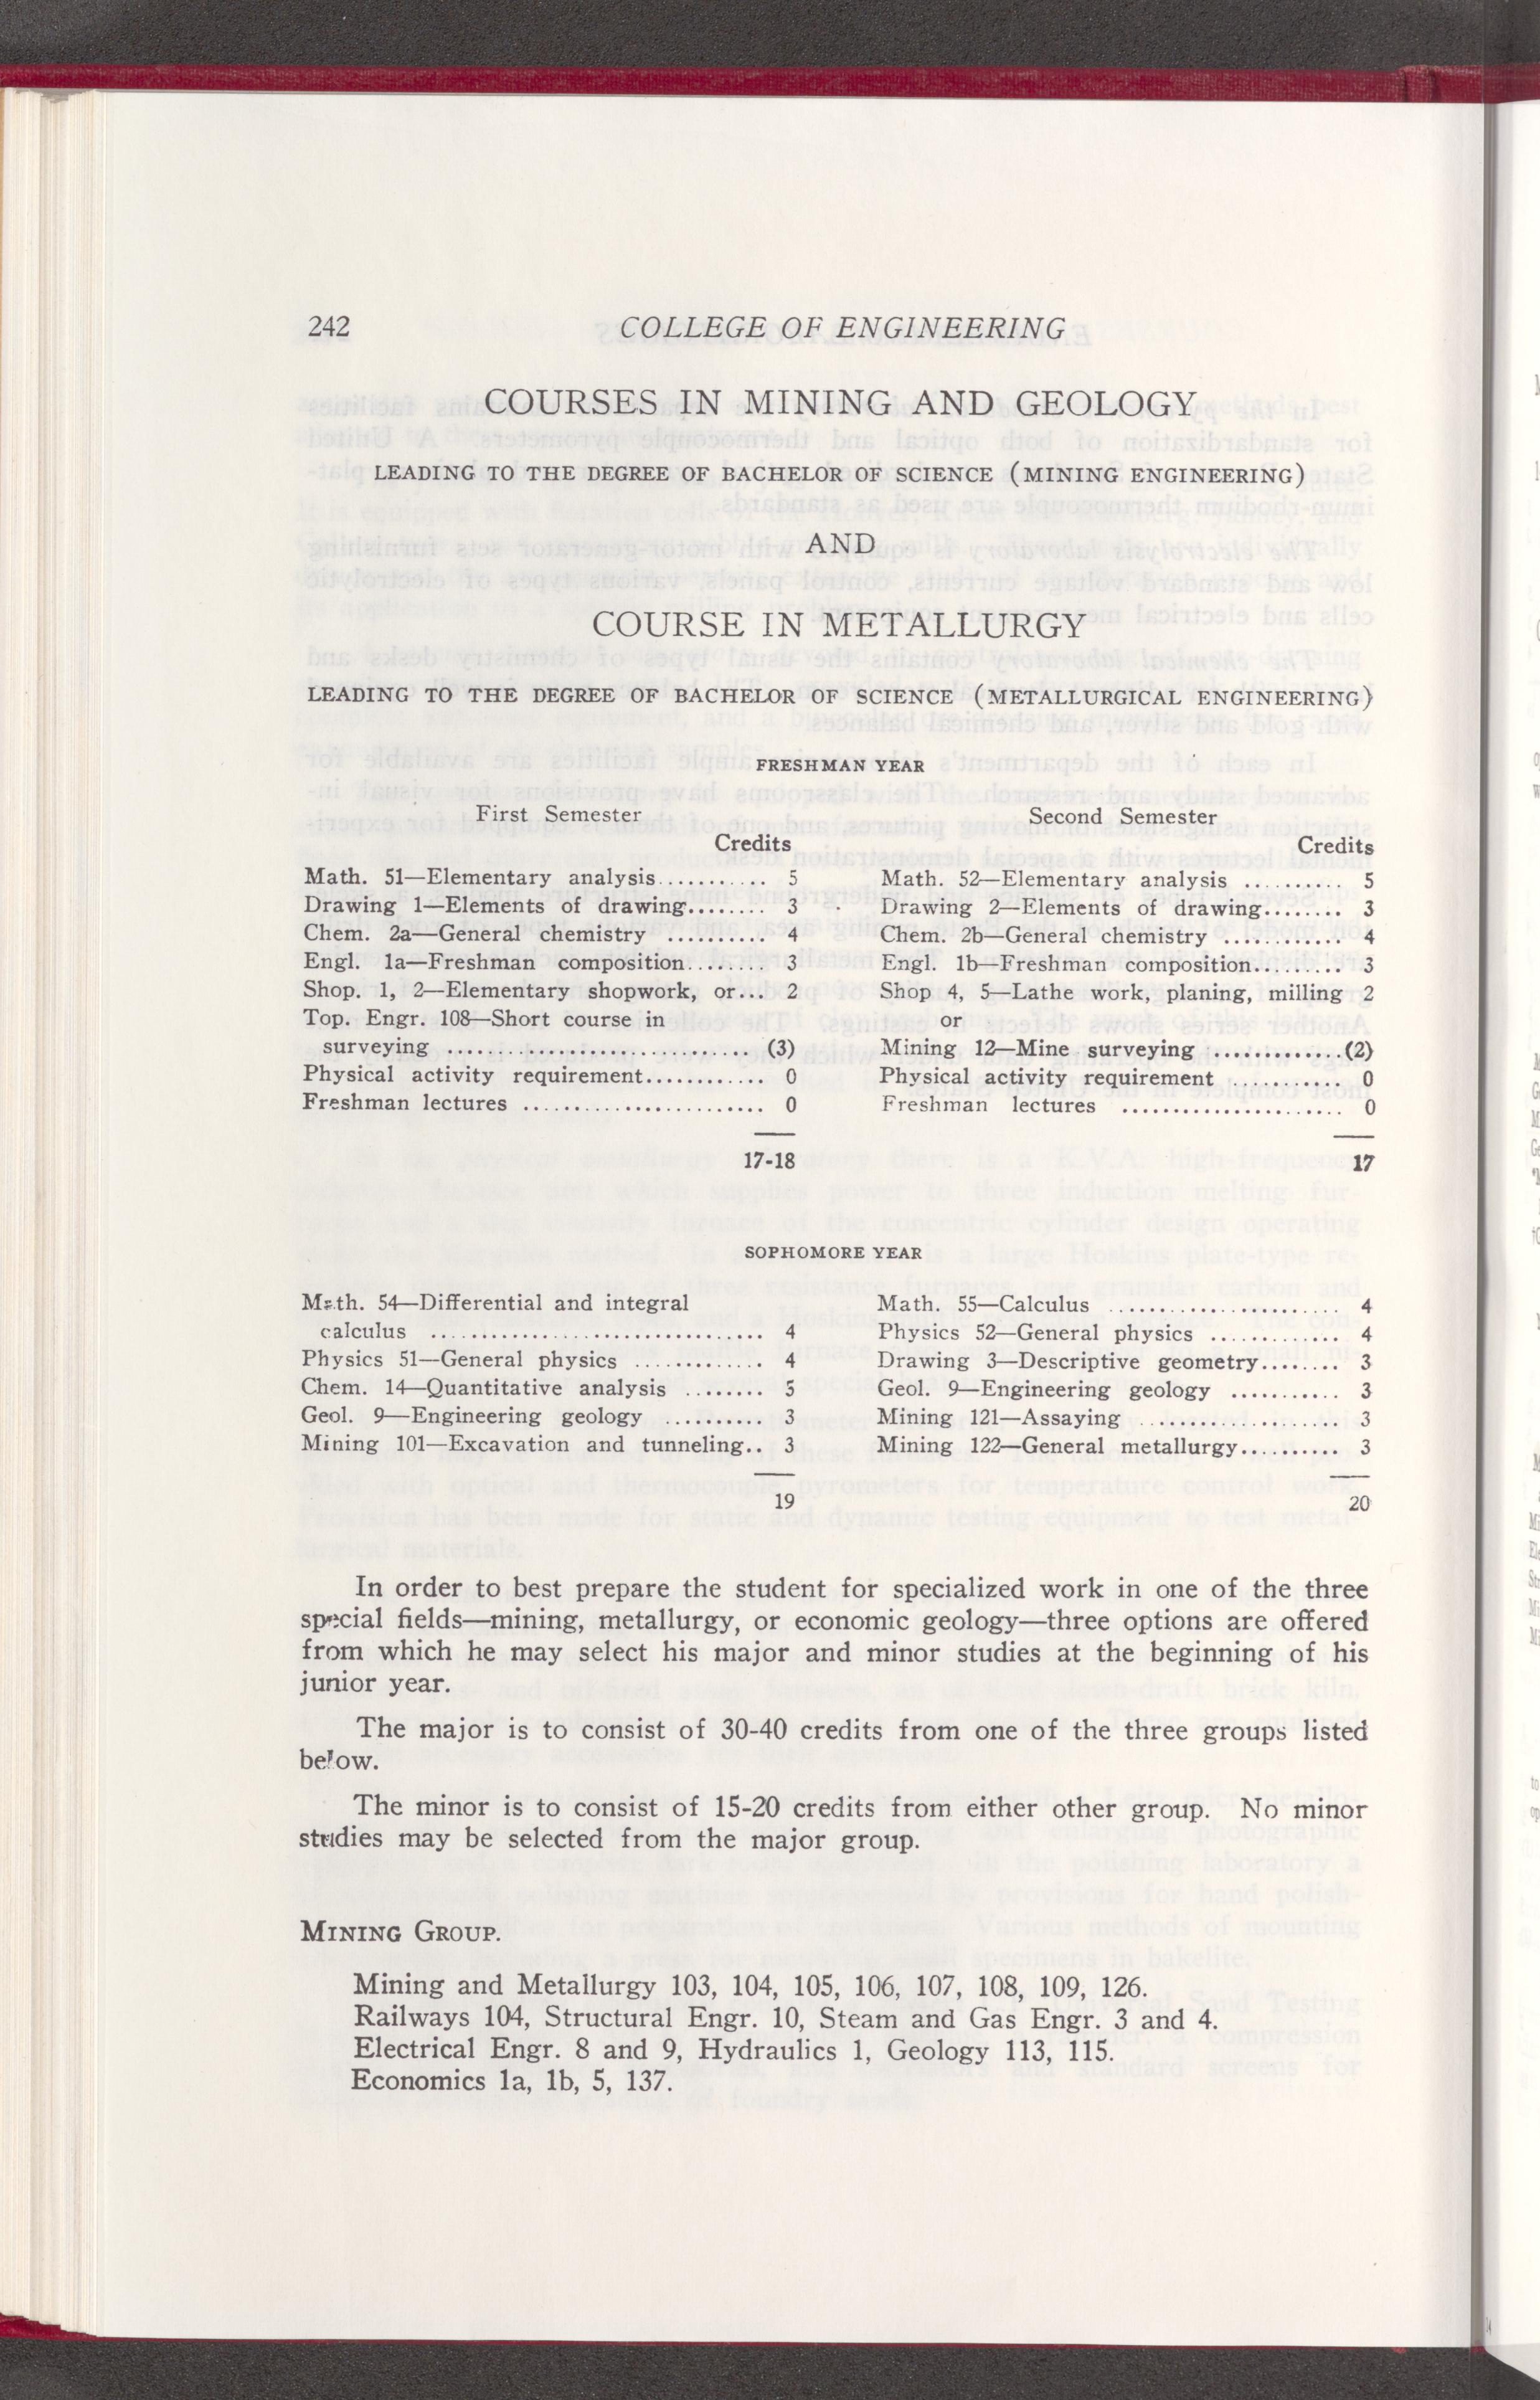 242
COLLEGE OF ENGINEERING
COURSES IN MINING AND GEOLOGY
LEADING TO THE DEGREE OF BACHELOR OF SCIENCE (MINING ENGINEERING)
AND
COURSE IN METALLURGY
LEADING TO THE DEGREE OF BACHELOR OF SCIENCE (METALLURGICAL ENGINEERING)
FRESHMAN YEAR
First Semester
Credits
Math. 51—Elementary analysis........... 5
Drawing 1—Elements of drawing........ 3
Chem. 2a—General chemistry .......... 4
Engl. 1a—Freshman composition........ 3
Shop. 1, 2—Elementary shopwork, or... 2
Top. Engr. 108—Short course in
surveying .............................. (3)
Physical activity requirement............ 0
Freshman lectures ........................ 0
17-18
Second Semester
Credits
Math. 52—Elementary analysis .......... 5
Drawing 2—Elements of drawing........ 3
Chem. 2b—General chemistry ............ 4
Engl. 1b—Freshman composition......... 3
Shop 4, 5—Lathe work, planing, milling 2
or
Mining 12—Mine surveying .............(2)
Physical activity requirement ........... 0
Freshman lectures ...................... 0
17
SOPHOMORE YEAR
Math. 54—Differential and integral
calculus ................................. 4
Physics 51—General physics ............. 4
Chem. 14—Quantitative analysis ........ 5
Geol. 9—Engineering geology .......... 3
Mining 101—Excavation and tunneling.. 3
19
Math. 55—Calculus ....................... 4
Physics 52—General physics ............. 4
Drawing 3—Descriptive geometry........ 3
Geol. 9—Engineering geology ........... 3
Mining 121—Assaying .................... 3
Mining 122—General metallurgy.......... 3
20
In order to best prepare the student for specialized work in one of the three
special fields—mining, metallurgy, or economic geology—three options are offered
from which he may select his major and minor studies at the beginning of his
junior year.
The major is to consist of 30-40 credits from one of the three groups listed
below.
The minor is to consist of 15-20 credits from either other group. No minor
studies may be selected from the major group.
MINING GROUP.
Mining and Metallurgy 103, 104, 105, 106, 107, 108, 109, 126.
Railways 104, Structural Engr. 10, Steam and Gas Engr. 3 and 4.
Electrical Engr. 8 and 9, Hydraulics 1, Geology 113, 115.
Economics 1a, 1b, 5, 137.